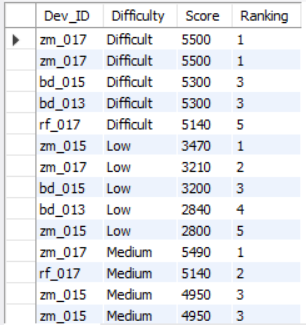 Dev_ID Difficulty Score Ranking
zm_017 Difficult 5500 1
zm_017 Difficult 5500 1
bd_015 Difficult 5300 3
bd_013 Difficult 5300 3
rf_017 Difficult 5140 5
zm_015 Low 3470 1
zm_017 Low 3210 2
bd_015 Low 3200 3
bd_013 Low 2840 4
zm_015 Low 2800 5
zm_017 Medium 5490 1
rf_017 Medium 5140 2
zm_015 Medium 4950 3
zm_015 Medium 4950 3